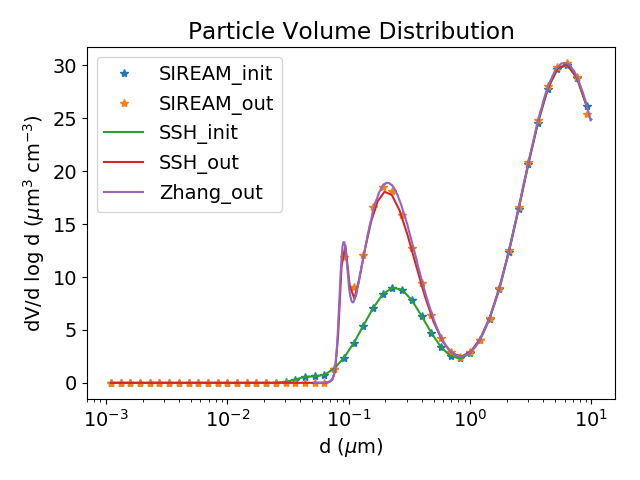 Particle Volume Distribution
SIREAM_init
SIREAM_out
SSH_init
SSH_out
Zhang_out
dV/d log d (μm³ cm⁻³)
30
25
20
15
10
5
0
10⁻³ 10⁻² 10⁻¹ 10⁰ 10¹
d (μm)